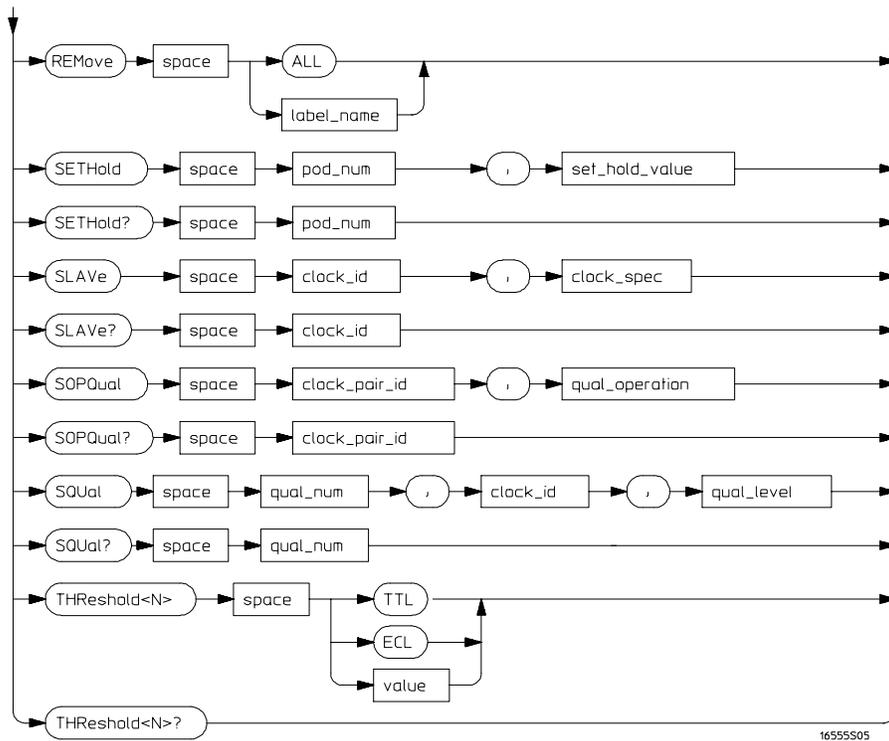 REMove space ALL
label_name
SETHold space pod_num , set_hold_value
SETHold? space pod_num
SLAVe space clock_id , clock_spec
SLAVe? space clock_id
SOPQual space clock_pair_id , qual_operation
SOPQual? space clock_pair_id
SQUal space qual_num , clock_id , qual_level
SQUal? space qual_num
THReshold<N> space TTL
ECL
value
THReshold<N>?
16555S05